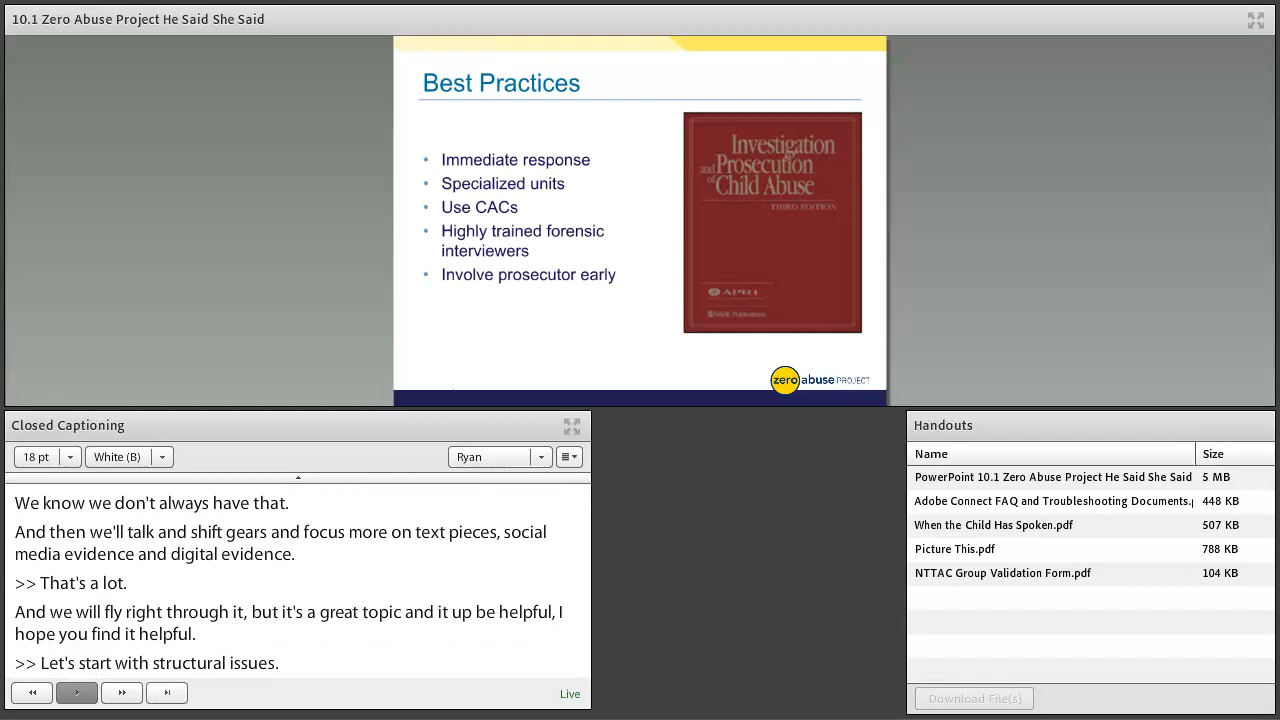 10.1 Zero Abuse Project He Said She Said
Best Practices
• Immediate response
• Specialized units
• Use CACs
• Highly trained forensic
interviewers
• Involve prosecutor early
Investigation
and Prosecution
of Child Abuse
THIRD EDITION
APRI
zero abuse PROJECT
Closed Captioning
18 pt
White (B)
Ryan
We know we don't always have that.
And then we'll talk and shift gears and focus more on text pieces, social
media evidence and digital evidence.
>> That's a lot.
And we will fly right through it, but it's a great topic and it up be helpful, I
hope you find it helpful.
>> Let's start with structural issues.
Live
Handouts
Name Size
PowerPoint 10.1 Zero Abuse Project He Said She Said 5 MB
Adobe Connect FAQ and Troubleshooting Documents.p 448 KB
When the Child Has Spoken.pdf 507 KB
Picture This.pdf 788 KB
NTTAC Group Validation Form.pdf 104 KB
Download File(s)